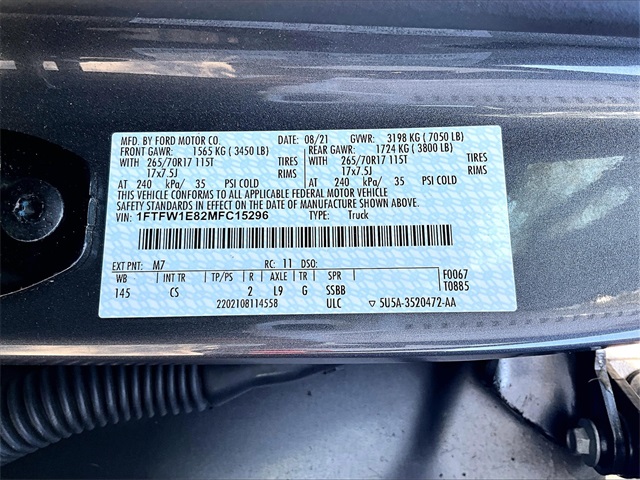 MFD. BY FORD MOTOR CO. DATE: 08/21 GVWR: 3198 KG ( 7050 LB)
FRONT GAWR: 1565 KG ( 3450 LB) REAR GAWR: 1724 KG ( 3800 LB)
WITH 265/70R17 115T TIRES WITH 265/70R17 115T TIRES
17x7.5J RIMS 17x7.5J RIMS
AT 240 kPa/ 35 PSI COLD AT 240 kPa/ 35 PSI COLD
THIS VEHICLE CONFORMS TO ALL APPLICABLE FEDERAL MOTOR VEHICLE
SAFETY STANDARDS IN EFFECT ON THE DATE OF MANUFACTURE SHOWN ABOVE.
VIN: 1FTFW1E82MFC15296 TYPE: Truck
EXT PNT: M7 RC: 11 DSO: F0067
WB INT TR TP/PS R AXLE TR SPR T0885
145 CS 2 L9 G SSBB
2202108114558 ULC 5U5A-3520472-AA